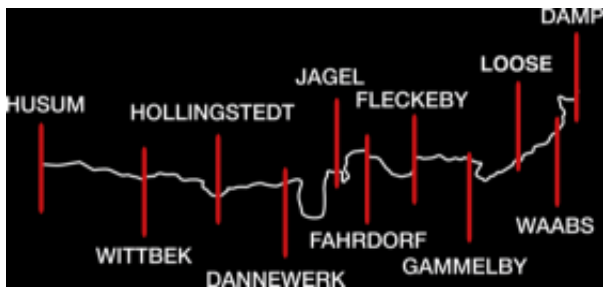 DAMP
LOOSE
JAGEL
FLECKEBY
HUSUM
HOLLINGSTEDT
WAABS
FAHRDORF
WITTBEK
GAMMELBY
DANNEWERK